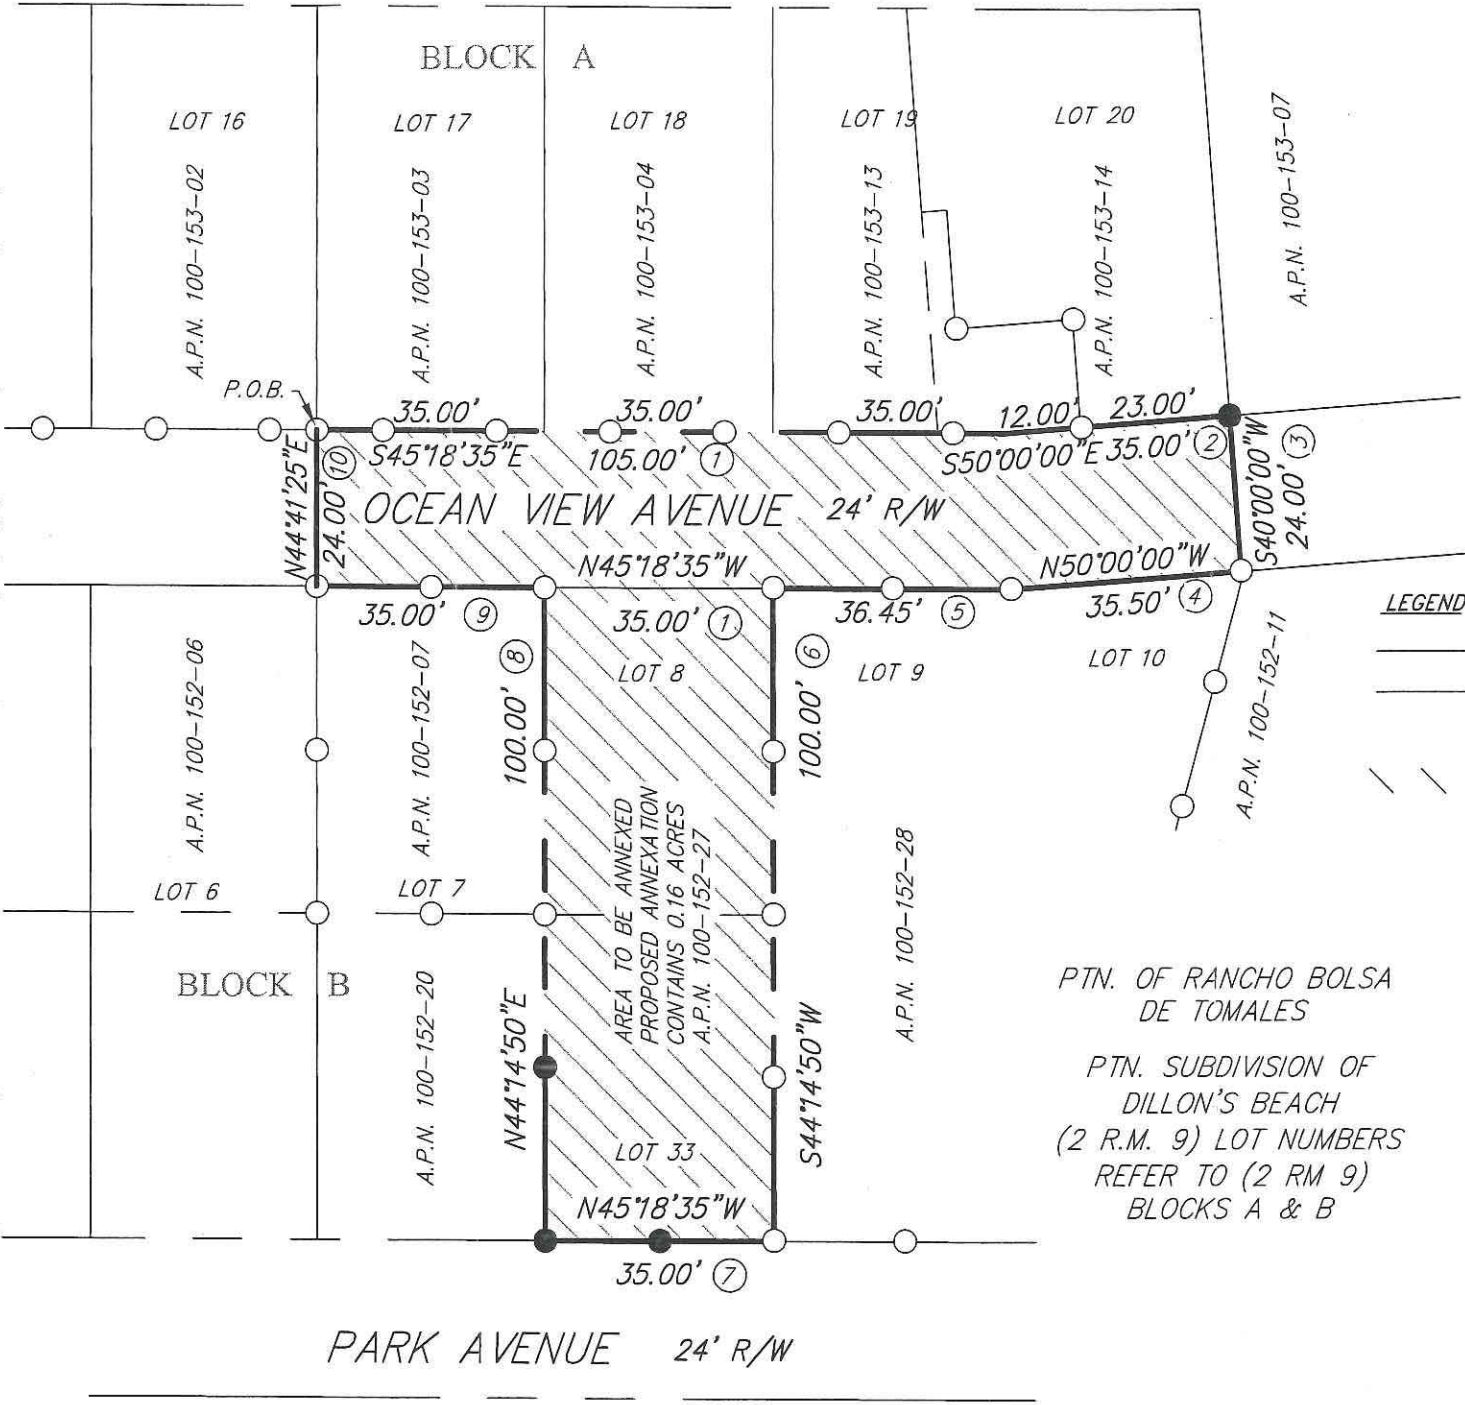 BLOCK A
LOT 16
LOT 17
LOT 18
LOT 19
LOT 20
A.P.N. 100-153-02
A.P.N. 100-153-03
A.P.N. 100-153-04
A.P.N. 100-153-13
A.P.N. 100-153-14
A.P.N. 100-153-07
P.O.B.
35.00'
35.00'
35.00'
12.00'
23.00'
S45°18'35"E
105.00' 1
S50°00'00"E 35.00' 2
N44°41'25"E
24.00' 10
S40°00'00"W
24.00' 3
OCEAN VIEW AVENUE 24' R/W
N45°18'35"W
N50°00'00"W
35.00' 9
35.00' 1
36.45' 5
35.50' 4
LEGEND
100.00' 8
100.00' 6
LOT 8
LOT 9
LOT 10
A.P.N. 100-152-06
A.P.N. 100-152-07
A.P.N. 100-152-11
AREA TO BE ANNEXED
PROPOSED ANNEXATION
CONTAINS 0.16 ACRES
A.P.N. 100-152-27
A.P.N. 100-152-28
LOT 6
LOT 7
BLOCK B
A.P.N. 100-152-20
N44°14'50"E
S44°14'50"W
PTN. OF RANCHO BOLSA
DE TOMALES
PTN. SUBDIVISION OF
DILLON'S BEACH
(2 R.M. 9) LOT NUMBERS
REFER TO (2 RM 9)
BLOCKS A & B
LOT 33
N45°18'35"W
35.00' 7
PARK AVENUE 24' R/W